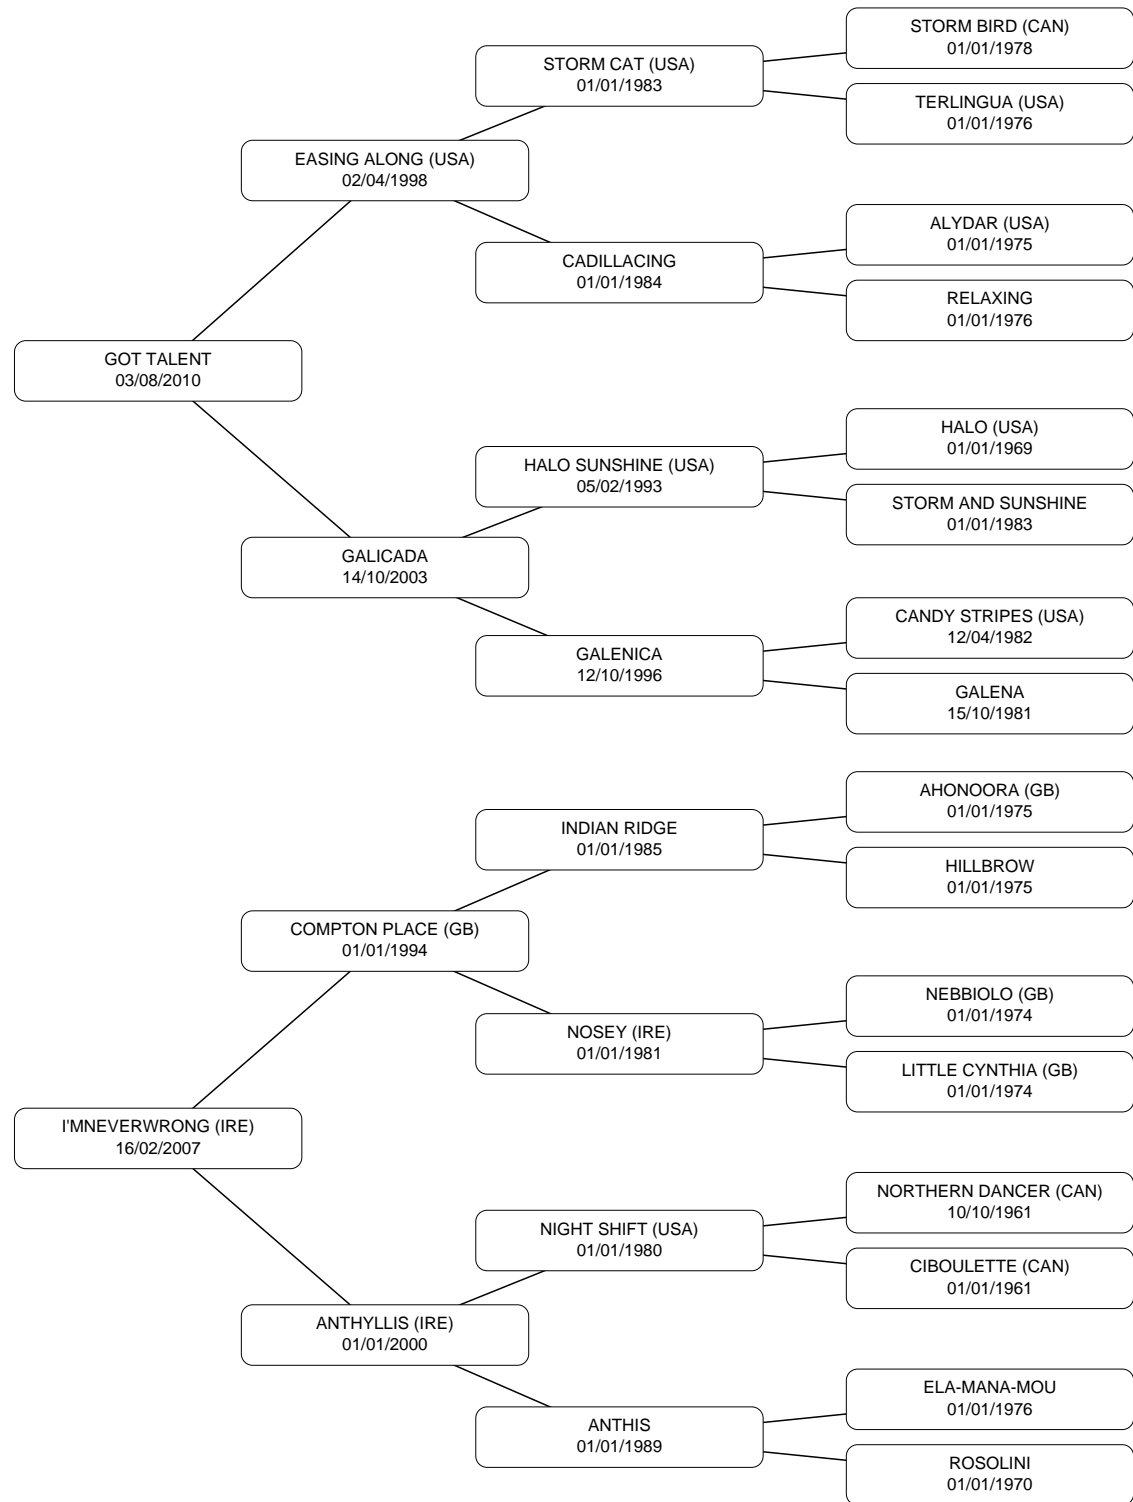 STORM BIRD (CAN)
01/01/1978
STORM CAT (USA)
01/01/1983
TERLINGUA (USA)
01/01/1976
EASING ALONG (USA)
02/04/1998
ALYDAR (USA)
01/01/1975
CADILLACING
01/01/1984
RELAXING
01/01/1976
GOT TALENT
03/08/2010
HALO (USA)
01/01/1969
HALO SUNSHINE (USA)
05/02/1993
STORM AND SUNSHINE
01/01/1983
GALICADA
14/10/2003
CANDY STRIPES (USA)
12/04/1982
GALENICA
12/10/1996
GALENA
15/10/1981
AHONOORA (GB)
01/01/1975
INDIAN RIDGE
01/01/1985
HILLBROW
01/01/1975
COMPTON PLACE (GB)
01/01/1994
NEBBIOLO (GB)
01/01/1974
NOSEY (IRE)
01/01/1981
LITTLE CYNTHIA (GB)
01/01/1974
I'MNEVERWRONG (IRE)
16/02/2007
NORTHERN DANCER (CAN)
10/10/1961
NIGHT SHIFT (USA)
01/01/1980
CIBOULETTE (CAN)
01/01/1961
ANTHYLLIS (IRE)
01/01/2000
ELA-MANA-MOU
01/01/1976
ANTHIS
01/01/1989
ROSOLINI
01/01/1970